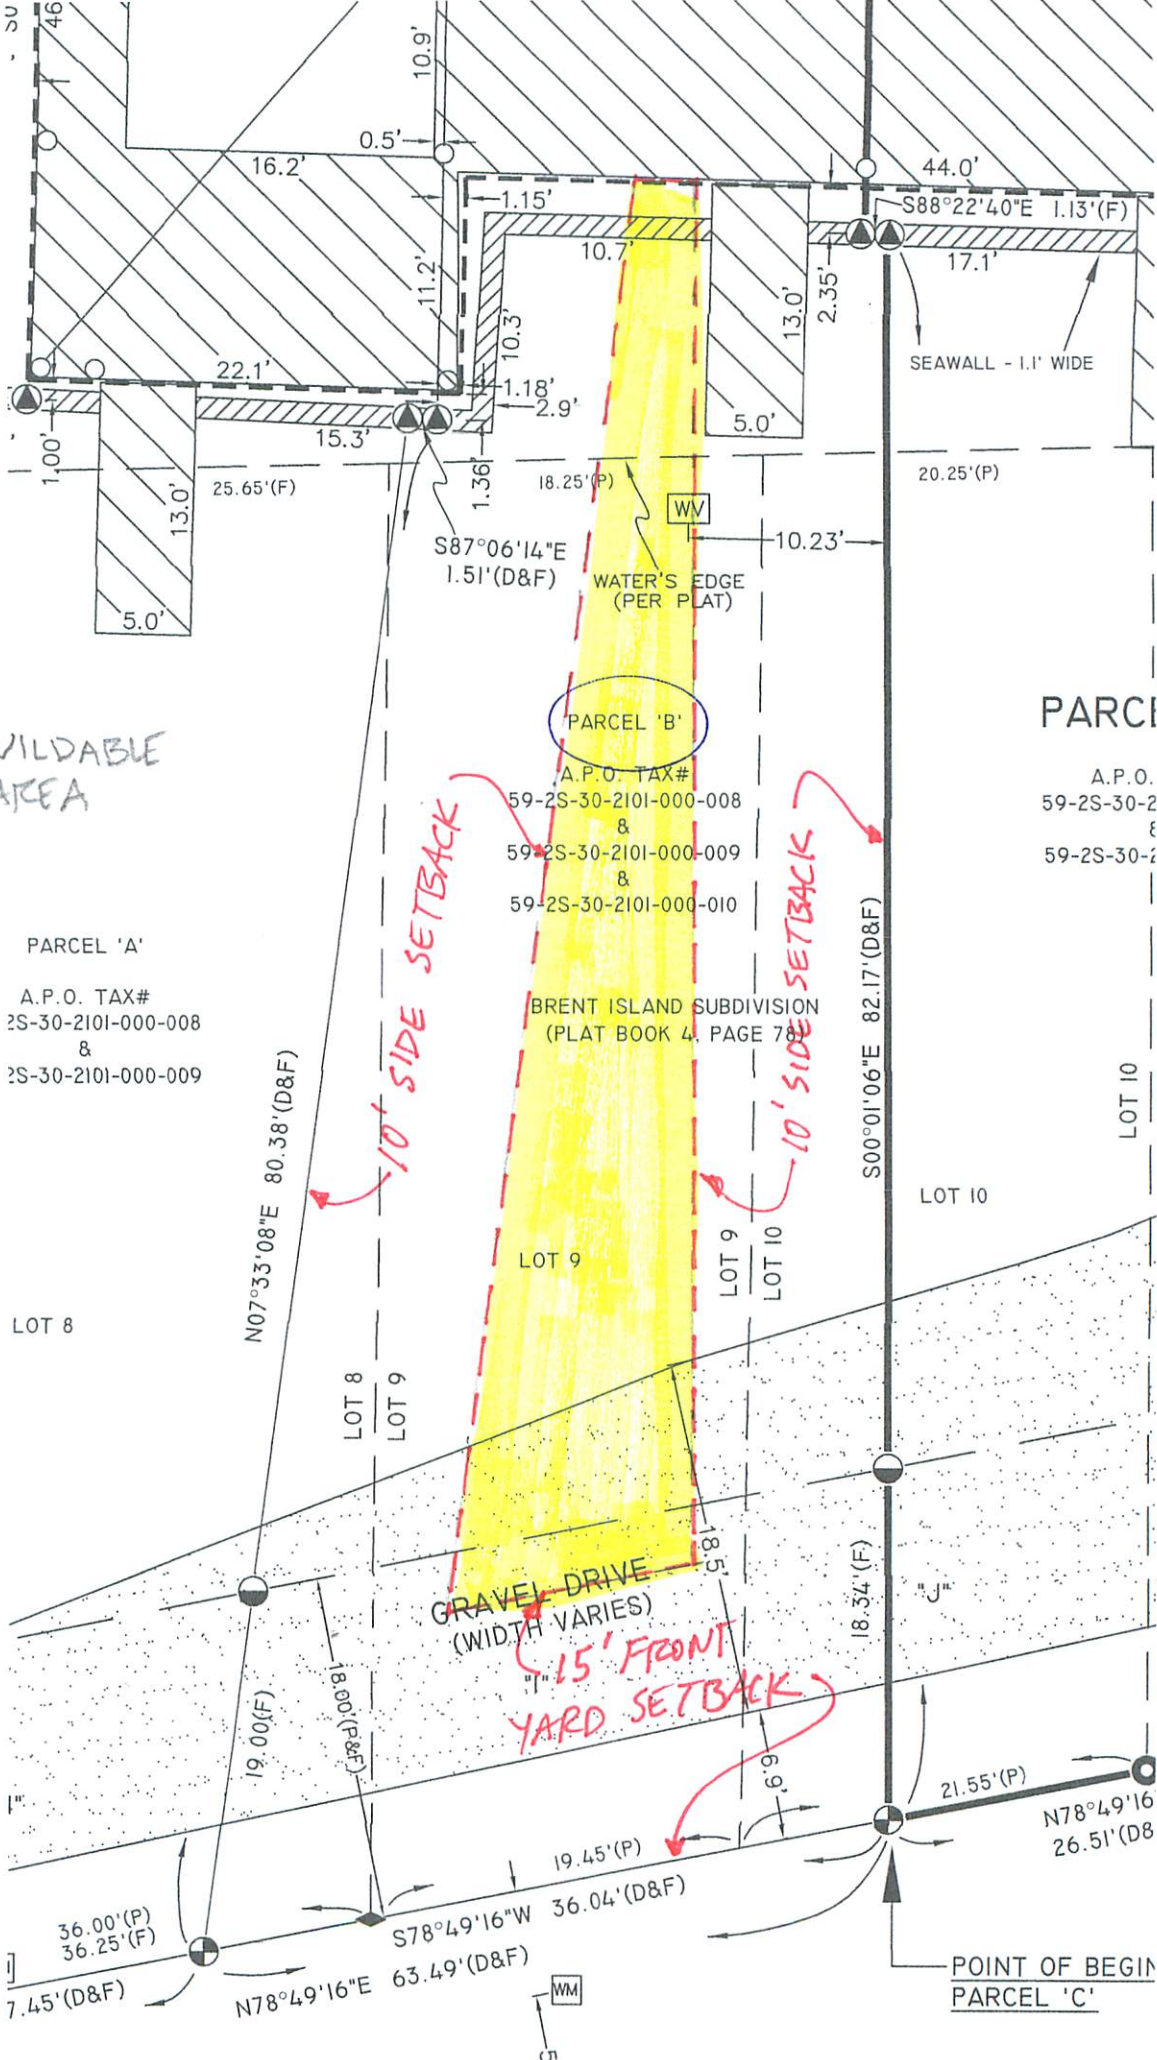 46
10.9'
0.5'
16.2'
44.0'
S88°22'40"E 1.13'(F)
1.15'
10.7'
11.2'
10.3'
13.0'
2.35'
17.1'
SEAWALL - 1.1' WIDE
22.1'
1.18'
2.9'
15.3'
5.0'
1.00'
1.36'
25.65'(F)
18.25'(P)
20.25'(P)
13.0'
WV
10.23'
S87°06'14"E
1.51'(D&F)
WATER'S EDGE
(PER PLAT)
5.0'
PARCEL 'B'
A.P.O. TAX#
59-2S-30-2101-000-008
&
59-2S-30-2101-000-009
&
59-2S-30-2101-000-010
BRENT ISLAND SUBDIVISION
(PLAT BOOK 4, PAGE 78)
UILDABLE
AREA
PARCE
A.P.O.
59-2S-30-2
&
59-2S-30-2
PARCEL 'A'
A.P.O. TAX#
2S-30-2101-000-008
&
2S-30-2101-000-009
10' SIDE SETBACK
10' SIDE SETBACK
N07°33'08"E 80.38'(D&F)
S00°01'06"E 82.17'(D&F)
LOT 10
LOT 10
LOT 9
LOT 9
LOT 10
LOT 8
LOT 8
LOT 9
18.5'
GRAVEL DRIVE
(WIDTH VARIES)
"I"
15' FRONT
YARD SETBACK
18.34'(F)
"J"
19.00(F)
18.00'(P&F)
6.9'
21.55'(P)
N78°49'16
26.51'(D&
19.45'(P)
S78°49'16"W 36.04'(D&F)
36.00'(P)
36.25'(F)
7.45'(D&F)
N78°49'16"E 63.49'(D&F)
WM
POINT OF BEGIN
PARCEL 'C'